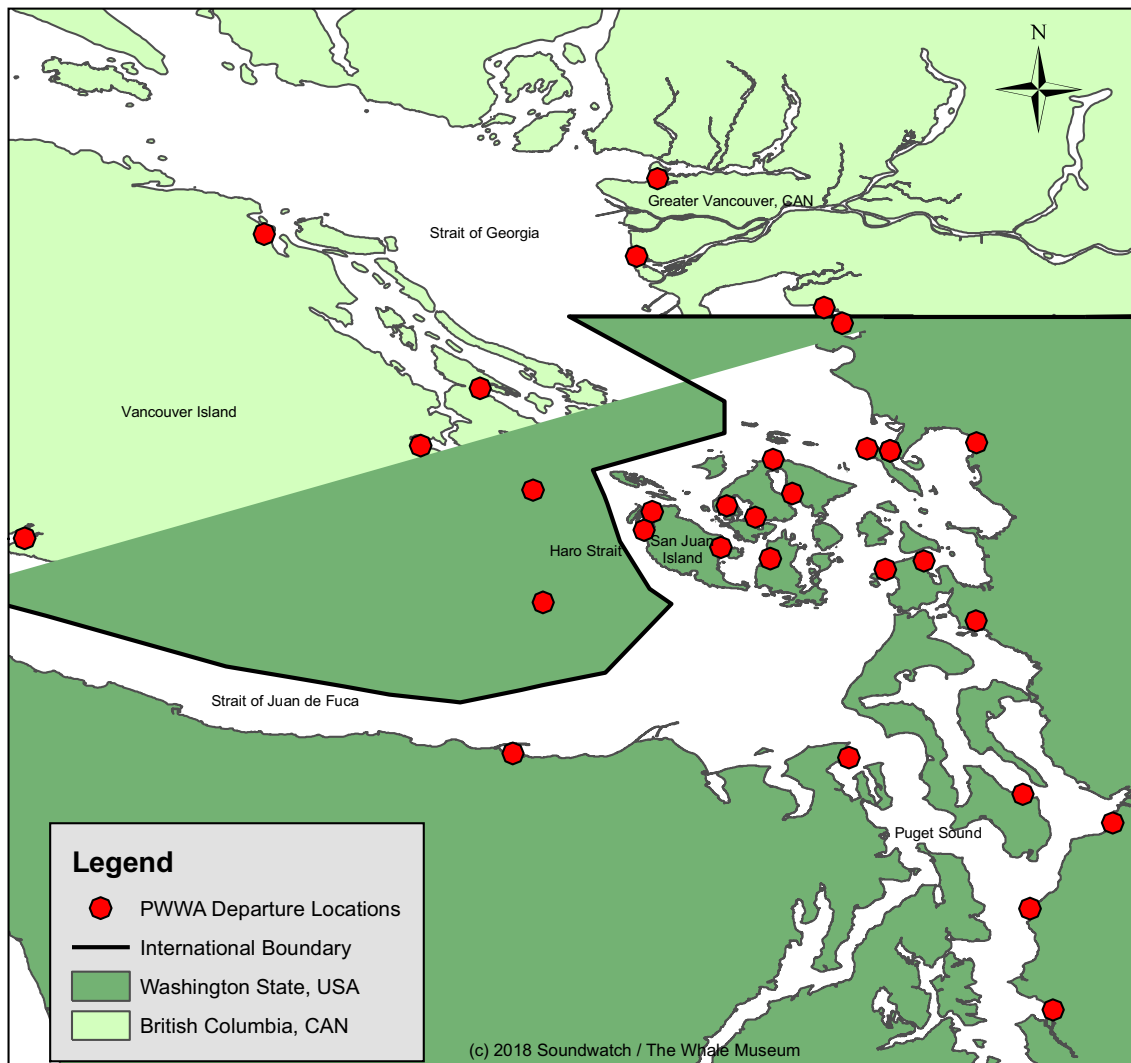 N
Greater Vancouver, CAN
Strait of Georgia
Vancouver Island
Haro Strait
San Juan
Island
Strait of Juan de Fuca
Puget Sound
Legend
PWWA Departure Locations
International Boundary
Washington State, USA
British Columbia, CAN
(c) 2018 Soundwatch / The Whale Museum